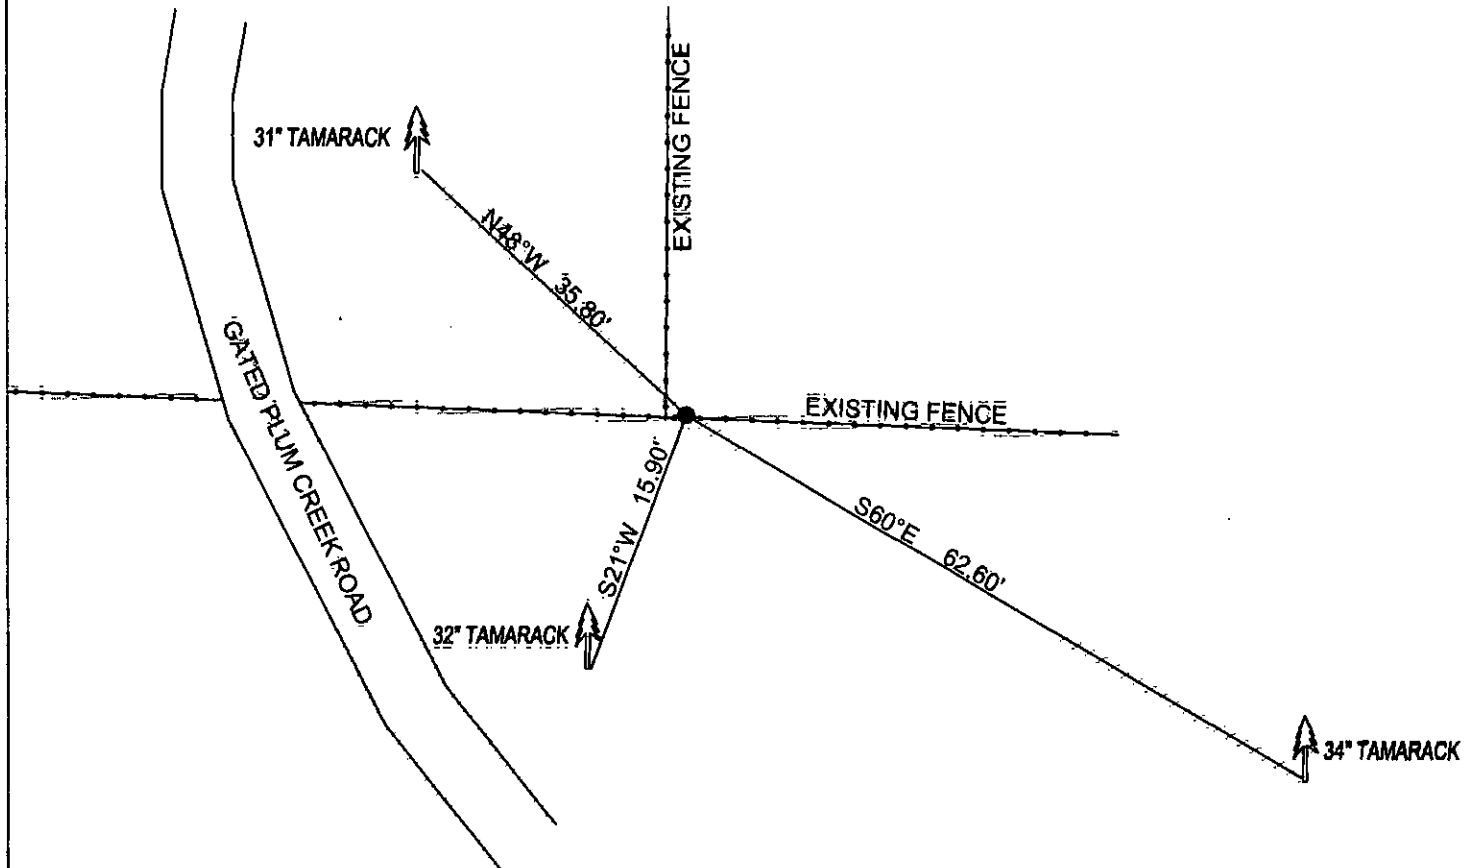 EXISTING FENCE
31" TAMARACK
N48°W 35.80'
GATED PLUM CREEK ROAD
EXISTING FENCE
S21°W 15.90'
S60°E 62.60'
32" TAMARACK
34" TAMARACK